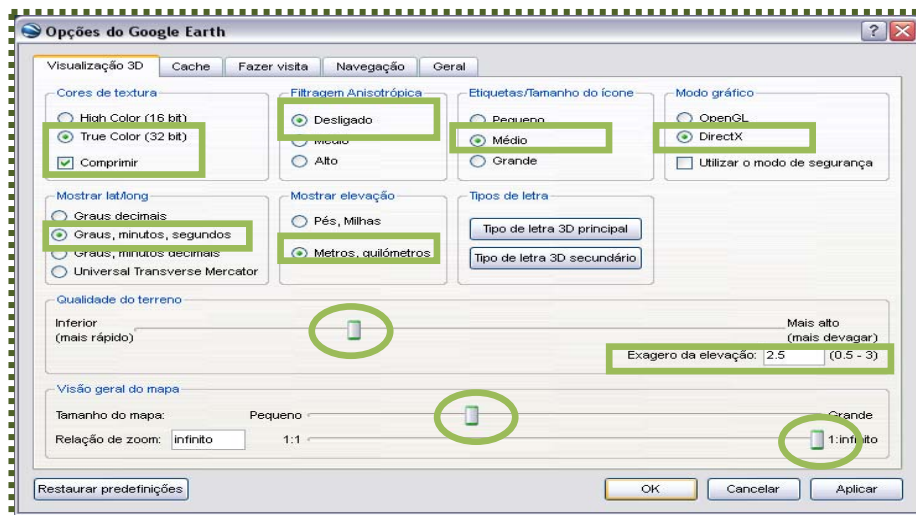 Opções do Google Earth
Visualização 3D Cache Fazer visita Navegação Geral
Cores de textura
High Color (16 bit)
True Color (32 bit)
Comprimir
Filtragem Anisotrópica
Desligado
Médio
Alto
Etiquetas/Tamanho do ícone
Pequeno
Médio
Grande
Modo gráfico
OpenGL
DirectX
Utilizar o modo de segurança
Mostrar lat/long
Graus decimais
Graus, minutos, segundos
Graus, minutos decimais
Universal Transverse Mercator
Mostrar elevação
Pés, Milhas
Metros, quilómetros
Tipos de letra
Tipo de letra 3D principal
Tipo de letra 3D secundário
Qualidade do terreno
Inferior
(mais rápido)
Mais alto
(mais devagar)
Exagero da elevação: 2.5 (0.5 - 3)
Visão geral do mapa
Tamanho do mapa: Pequeno Grande
Relação de zoom: infinito 1:1 1:infinito
Restaurar predefinições OK Cancelar Aplicar